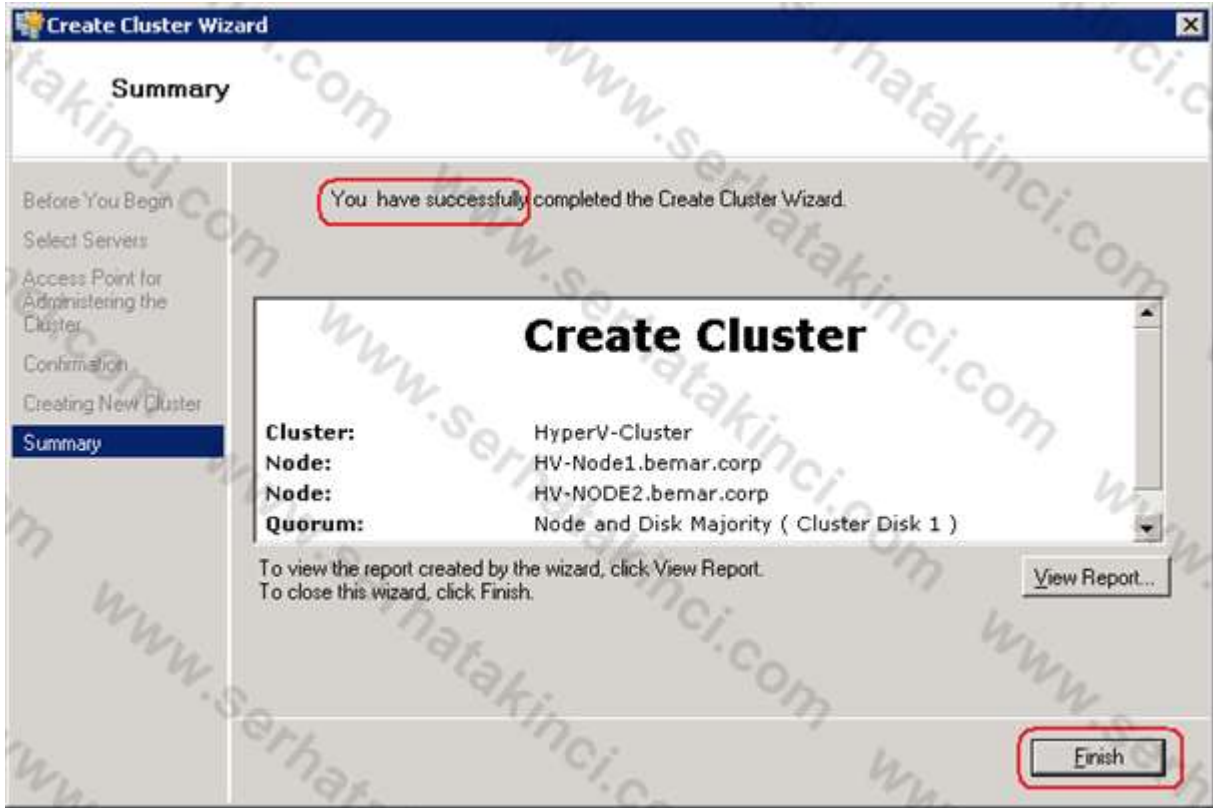 Create Cluster Wizard
Summary
Before You Begin
Select Servers
Access Point for
Administering the
Cluster
Confirmation
Creating New Cluster
Summary
You have successfully completed the Create Cluster Wizard.
Create Cluster
Cluster: HyperV-Cluster
Node: HV-Node1.bemar.corp
Node: HV-NODE2.bemar.corp
Quorum: Node and Disk Majority ( Cluster Disk 1 )
To view the report created by the wizard, click View Report.
To close this wizard, click Finish.
View Report...
Finish
www.serhatakinci.com